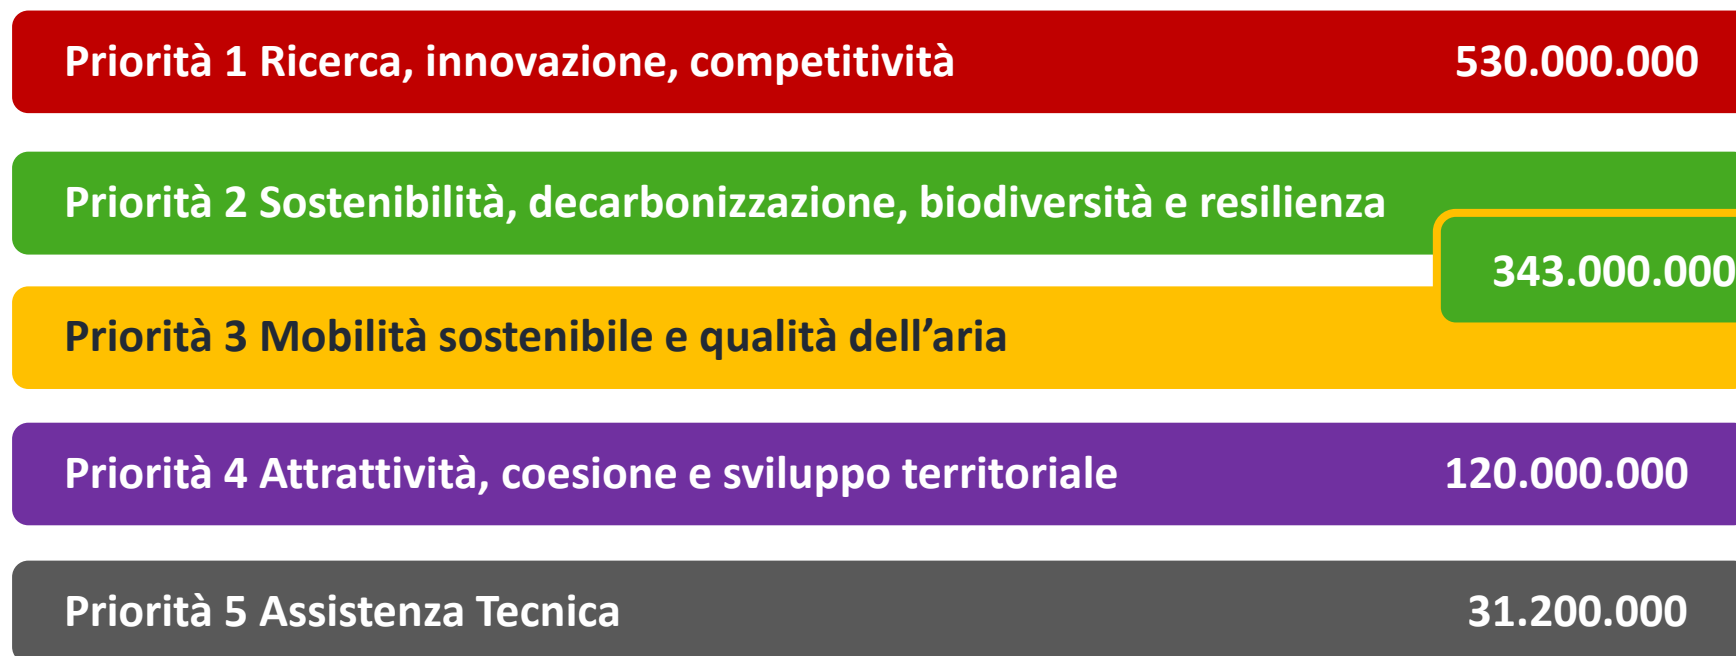 Priorità 1 Ricerca, innovazione, competitività 530.000.000
Priorità 2 Sostenibilità, decarbonizzazione, biodiversità e resilienza
343.000.000
Priorità 3 Mobilità sostenibile e qualità dell’aria
Priorità 4 Attrattività, coesione e sviluppo territoriale 120.000.000
Priorità 5 Assistenza Tecnica 31.200.000